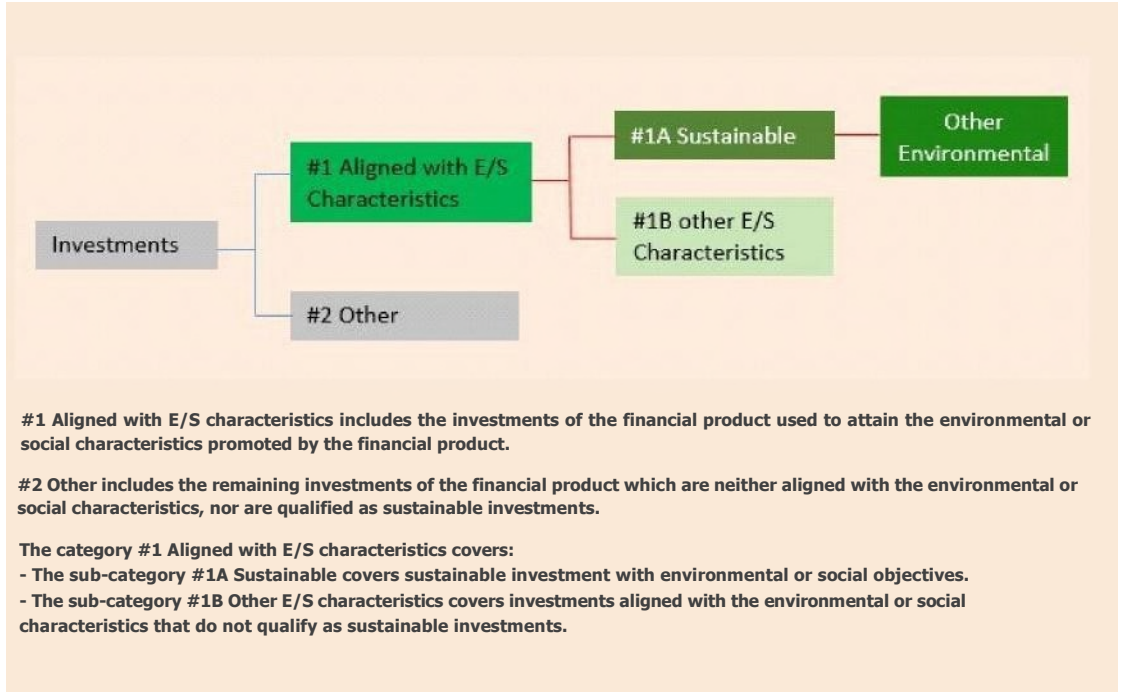 Investments
#1 Aligned with E/S
Characteristics
#2 Other
#1A Sustainable
#1B other E/S
Characteristics
Other
Environmental
#1 Aligned with E/S characteristics includes the investments of the financial product used to attain the environmental or
social characteristics promoted by the financial product.
#2 Other includes the remaining investments of the financial product which are neither aligned with the environmental or
social characteristics, nor are qualified as sustainable investments.
The category #1 Aligned with E/S characteristics covers:
- The sub-category #1A Sustainable covers sustainable investment with environmental or social objectives.
- The sub-category #1B Other E/S characteristics covers investments aligned with the environmental or social
characteristics that do not qualify as sustainable investments.